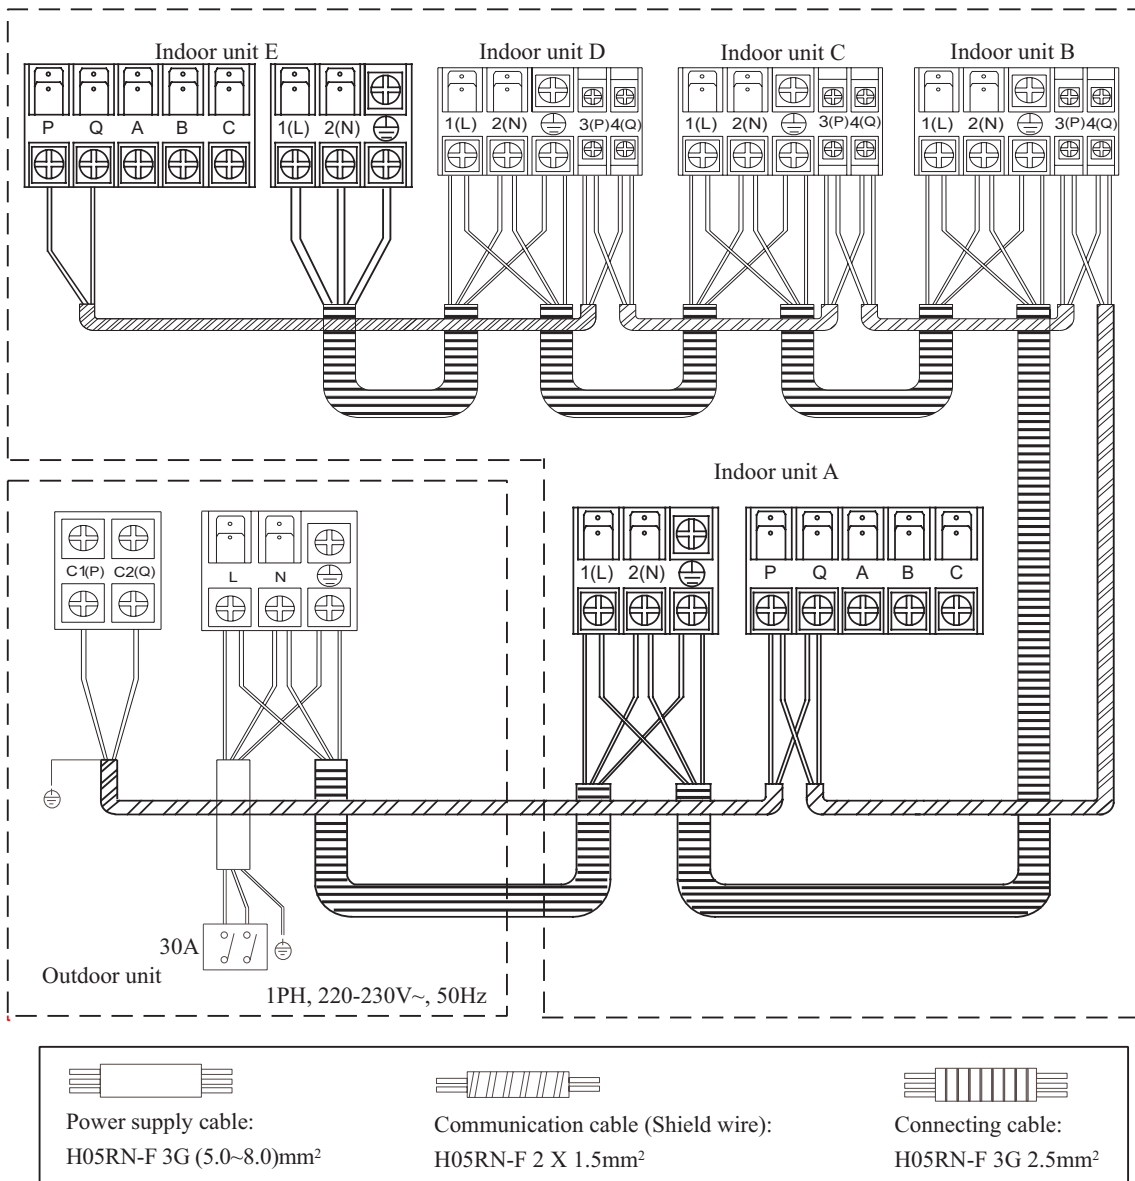 Indoor unit E Indoor unit D Indoor unit C Indoor unit B
P Q A B C 1(L) 2(N) 1(L) 2(N) 3(P)4(Q) 1(L) 2(N) 3(P)4(Q) 1(L) 2(N) 3(P)4(Q)
Indoor unit A
C1(P) C2(Q) L N 1(L) 2(N) P Q A B C
30A
Outdoor unit
1PH, 220-230V~, 50Hz
Power supply cable: Communication cable (Shield wire): Connecting cable:
H05RN-F 3G (5.0~8.0)mm² H05RN-F 2 X 1.5mm² H05RN-F 3G 2.5mm²